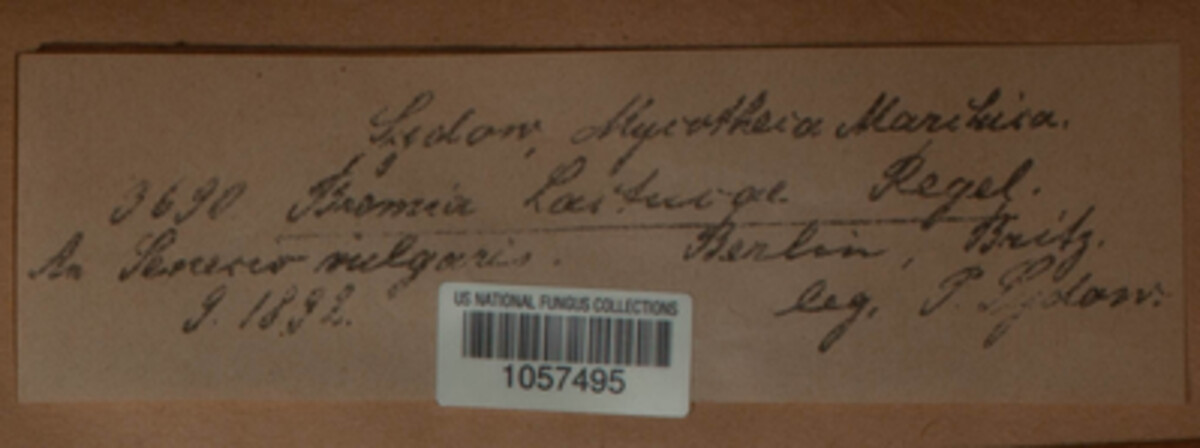 Sydow, Mycotheca Marchica.
3690 Bremia Lactucae Regel.
An Senecio vulgaris. Berlin, Britz.
9. 1892. leg. P. Sydow.
US NATIONAL FUNGUS COLLECTIONS
1057495